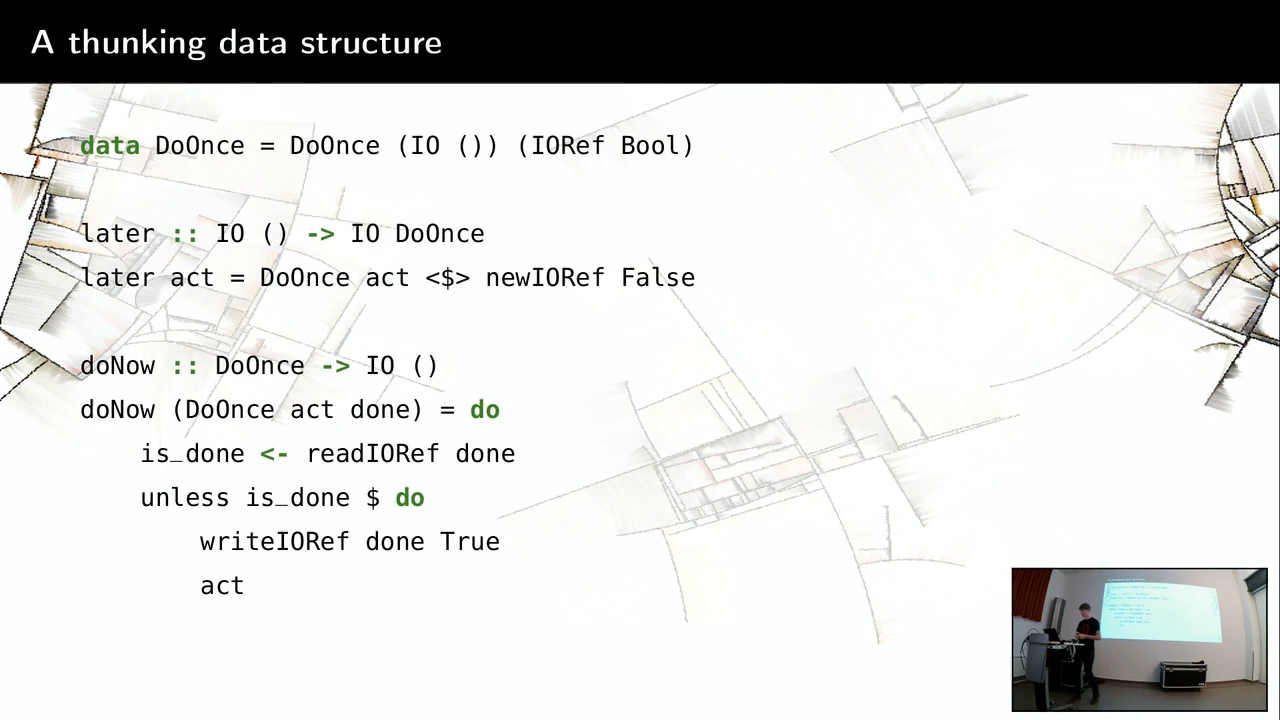 A thunking data structure
data DoOnce = DoOnce (IO ()) (IORef Bool)
later :: IO () -> IO DoOnce
later act = DoOnce act <$> newIORef False
doNow :: DoOnce -> IO ()
doNow (DoOnce act done) = do
is_done <- readIORef done
unless is_done $ do
writeIORef done True
act